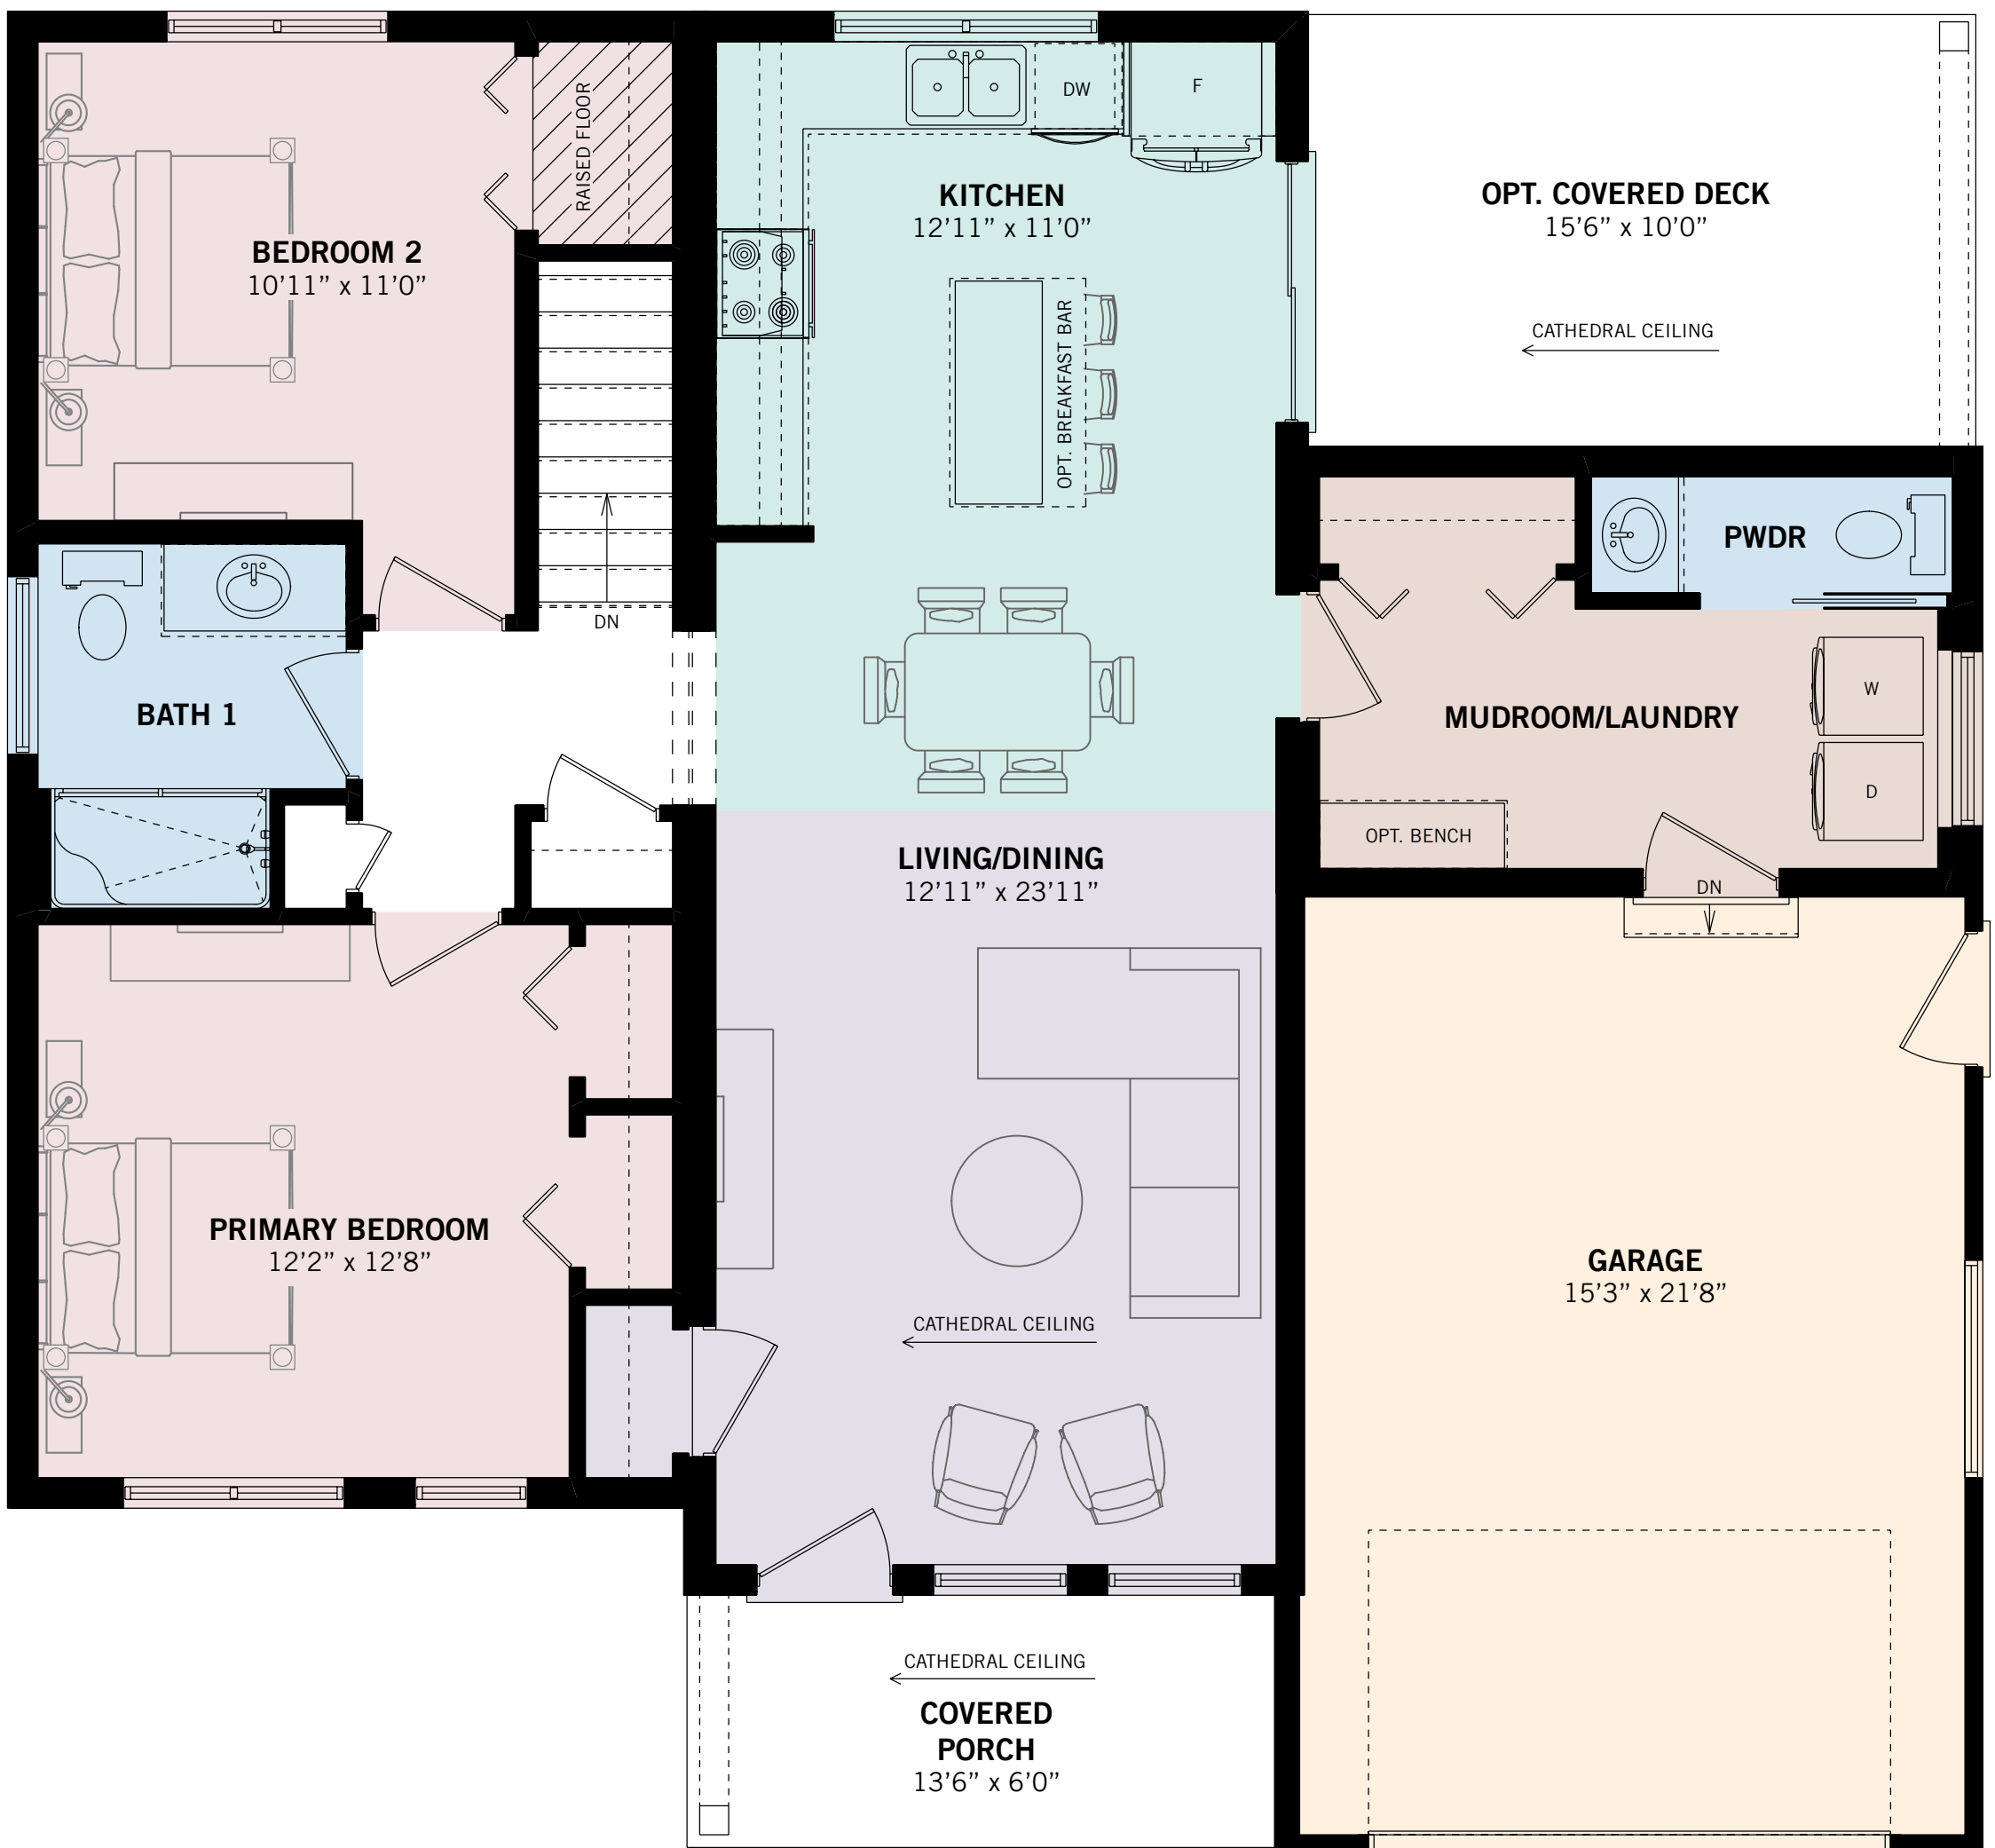 RAISED FLOOR
DW
F
KITCHEN
12’11” x 11’0”
OPT. COVERED DECK
15’6” x 10’0”
CATHEDRAL CEILING
BEDROOM 2
10’11” x 11’0”
OPT. BREAKFAST BAR
DN
PWDR
BATH 1
MUDROOM/LAUNDRY
W
D
OPT. BENCH
DN
LIVING/DINING
12’11” x 23’11”
PRIMARY BEDROOM
12’2” x 12’8”
GARAGE
15’3” x 21’8”
CATHEDRAL CEILING
CATHEDRAL CEILING
COVERED
PORCH
13’6” x 6’0”